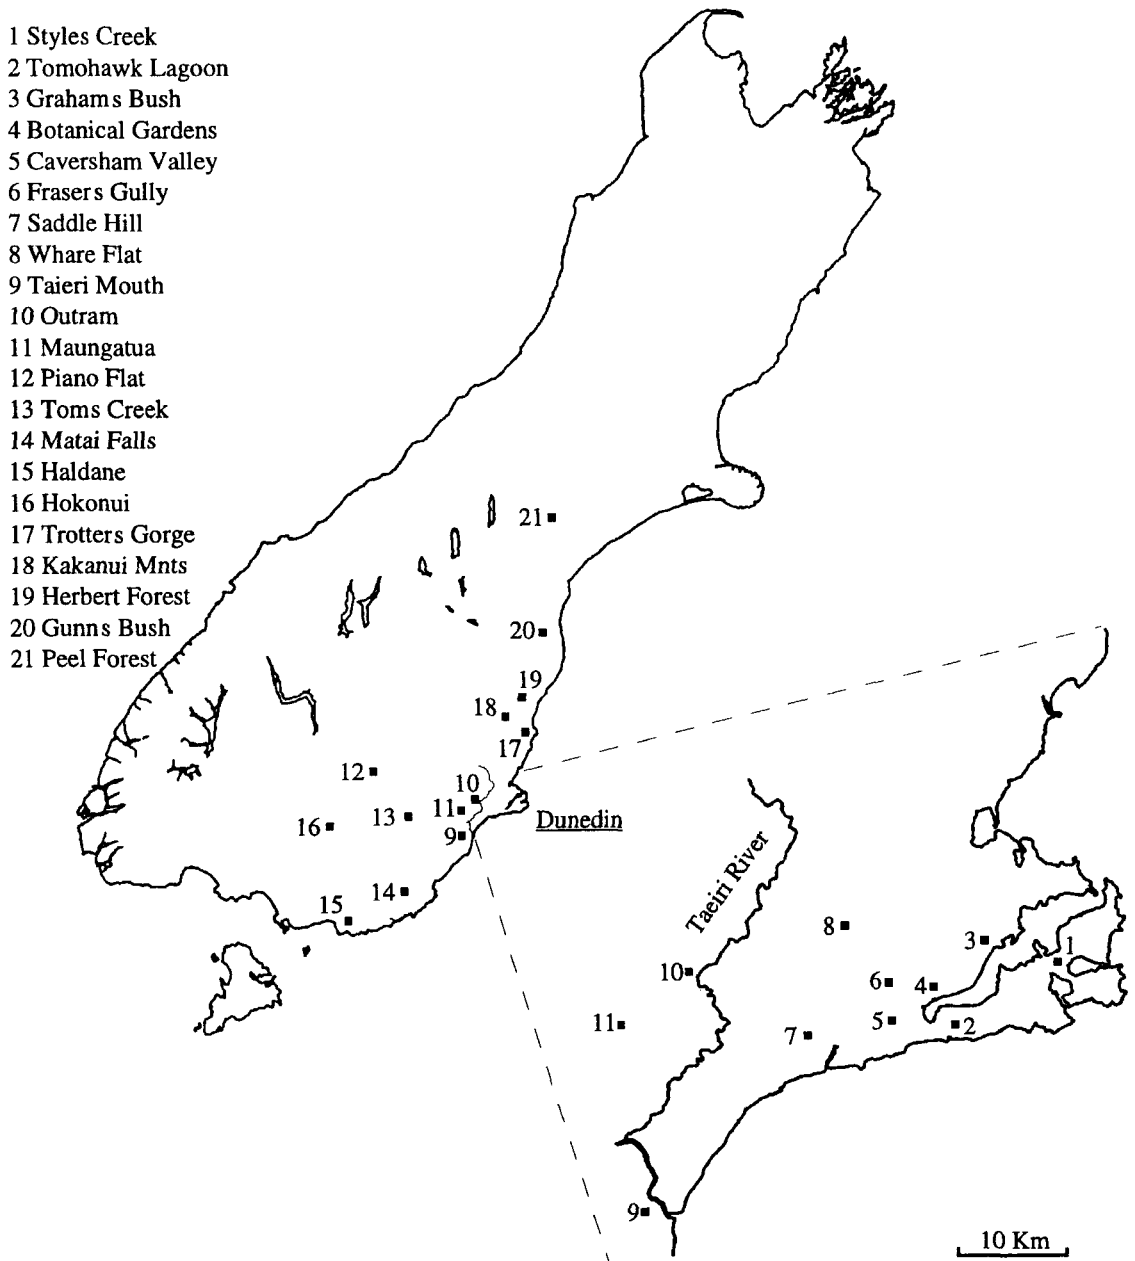 1 Styles Creek
2 Tomohawk Lagoon
3 Grahams Bush
4 Botanical Gardens
5 Caversham Valley
6 Frasers Gully
7 Saddle Hill
8 Whare Flat
9 Taieri Mouth
10 Outram
11 Maungatua
12 Piano Flat
13 Toms Creek
14 Matai Falls
15 Haldane
16 Hokonui
17 Trotters Gorge
18 Kakanui Mnts
19 Herbert Forest
20 Gunns Bush
21 Peel Forest
21
20
19
18
17
12
10
11
13
16
9
14
15
Dunedin
Taeiri River
8
3
1
10
6
4
11
5
2
7
9
10 Km